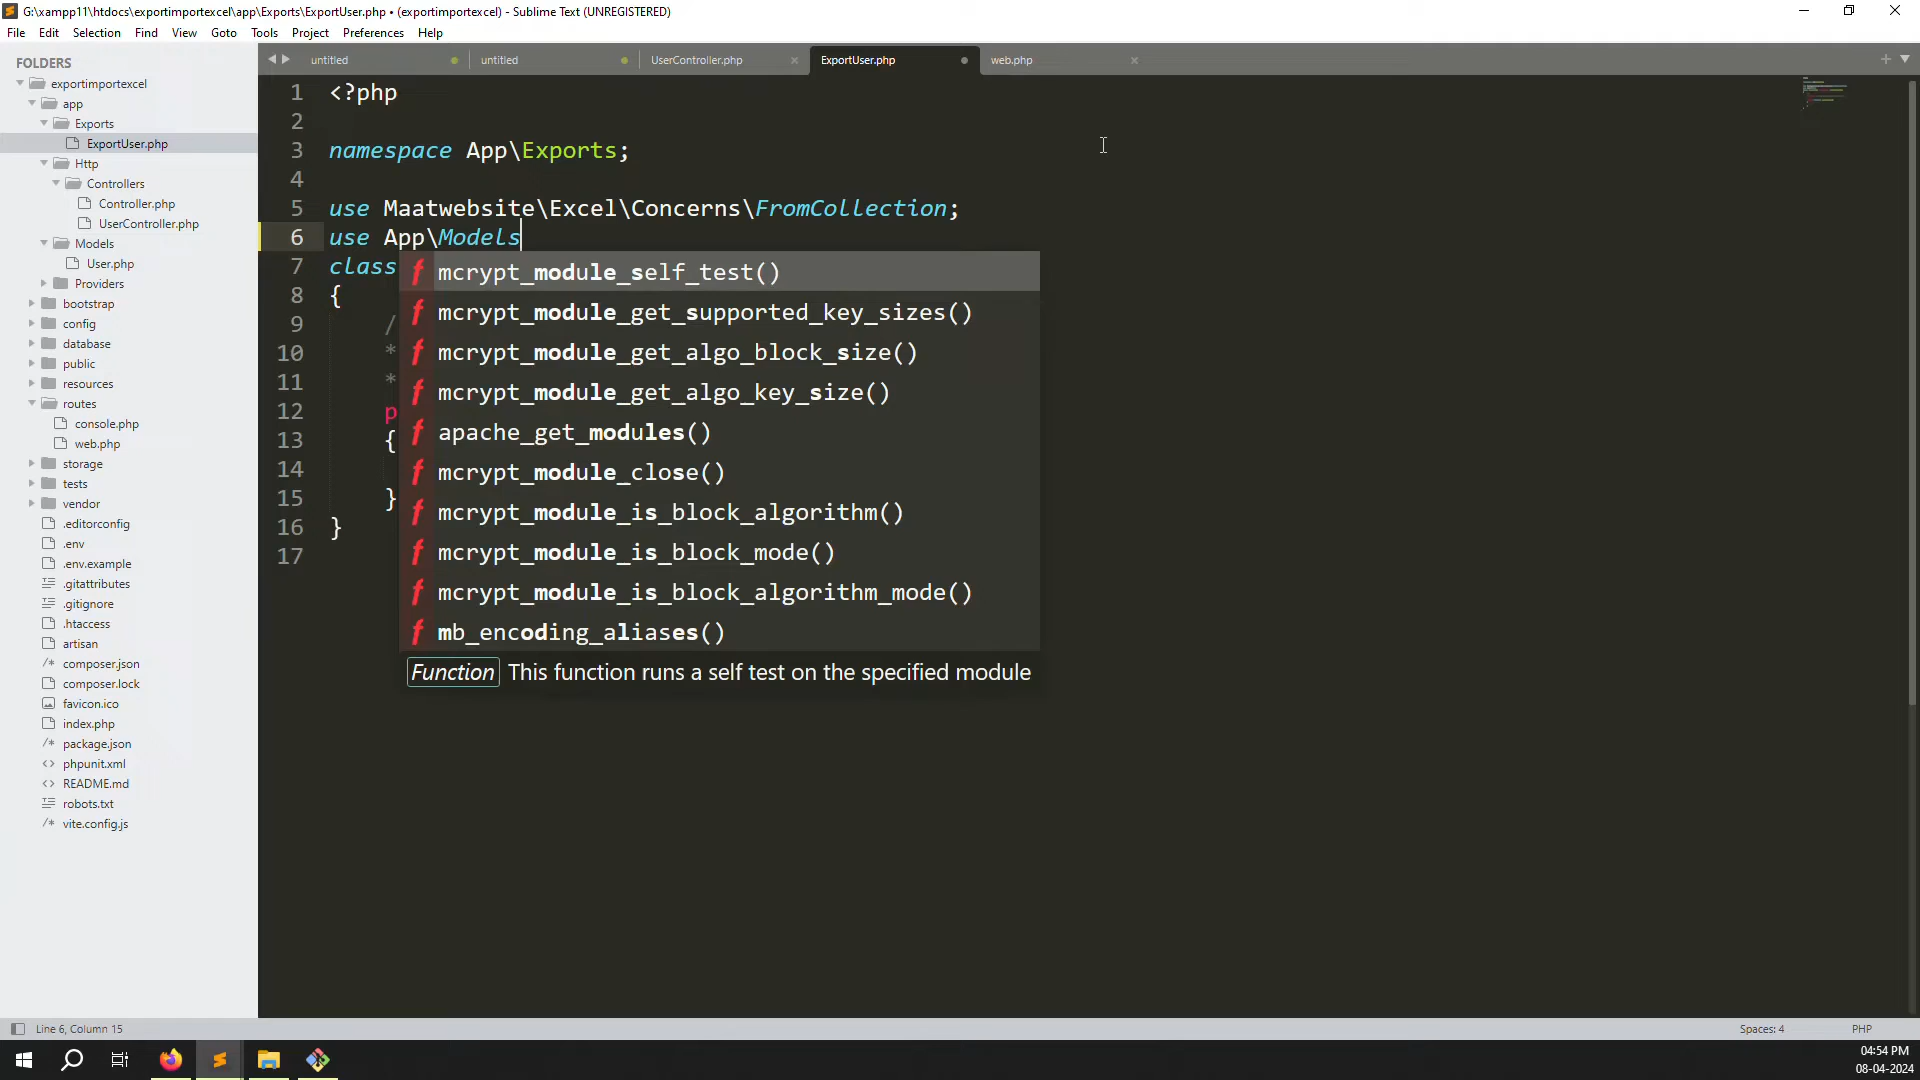 G:\xampp11\htdocs\exportimportexcel\app\Exports\ExportUser.php • (exportimportexcel) - Sublime Text (UNREGISTERED)
File Edit Selection Find View Goto Tools Project Preferences Help
FOLDERS
exportimportexcel
app
Exports
ExportUser.php
Http
Controllers
Controller.php
UserController.php
Models
User.php
Providers
bootstrap
config
database
public
resources
routes
console.php
web.php
storage
tests
vendor
.editorconfig
.env
.env.example
.gitattributes
.gitignore
.htaccess
artisan
composer.json
composer.lock
favicon.ico
index.php
package.json
phpunit.xml
README.md
robots.txt
vite.config.js
untitled untitled UserController.php ExportUser.php web.php
1 <?php
2
3 namespace App\Exports;
4
5 use Maatwebsite\Excel\Concerns\FromCollection;
6 use App\Models
7 class
8 {
9 /
10 *
11 *
12 p
13 {
14
15 }
16 }
17
f mcrypt_module_self_test()
f mcrypt_module_get_supported_key_sizes()
f mcrypt_module_get_algo_block_size()
f mcrypt_module_get_algo_key_size()
f apache_get_modules()
f mcrypt_module_close()
f mcrypt_module_is_block_algorithm()
f mcrypt_module_is_block_mode()
f mcrypt_module_is_block_algorithm_mode()
f mb_encoding_aliases()
Function This function runs a self test on the specified module
Line 6, Column 15 Spaces: 4 PHP
04:54 PM
08-04-2024